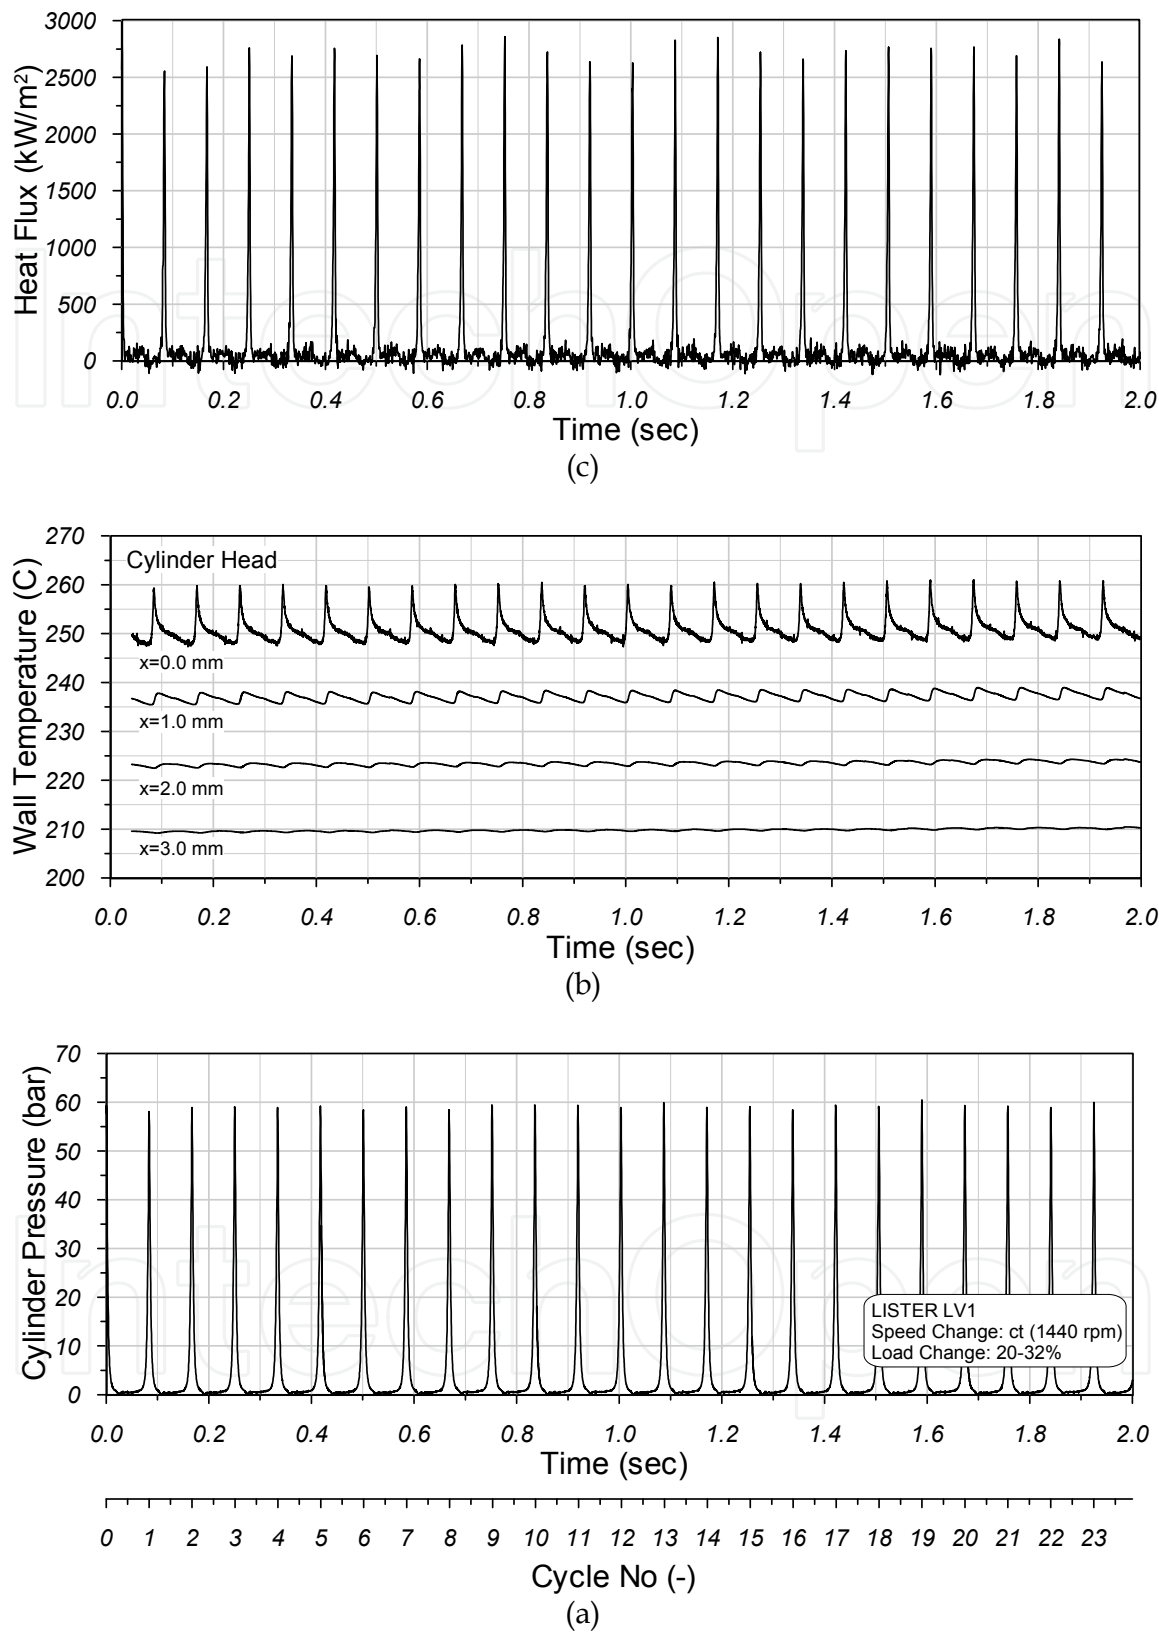 3000
2500
2000
1500
1000
500
0
Heat Flux (kW/m²)
0.0 0.2 0.4 0.6 0.8 1.0 1.2 1.4 1.6 1.8 2.0
Time (sec)
(c)
270
260
250
240
230
220
210
200
Wall Temperature (C)
Cylinder Head
x=0.0 mm
x=1.0 mm
x=2.0 mm
x=3.0 mm
0.0 0.2 0.4 0.6 0.8 1.0 1.2 1.4 1.6 1.8 2.0
Time (sec)
(b)
70
60
50
40
30
20
10
0
Cylinder Pressure (bar)
LISTER LV1
Speed Change: ct (1440 rpm)
Load Change: 20-32%
0.0 0.2 0.4 0.6 0.8 1.0 1.2 1.4 1.6 1.8 2.0
Time (sec)
0 1 2 3 4 5 6 7 8 9 10 11 12 13 14 15 16 17 18 19 20 21 22 23
Cycle No (-)
(a)
IntechOpen
IntechOpen